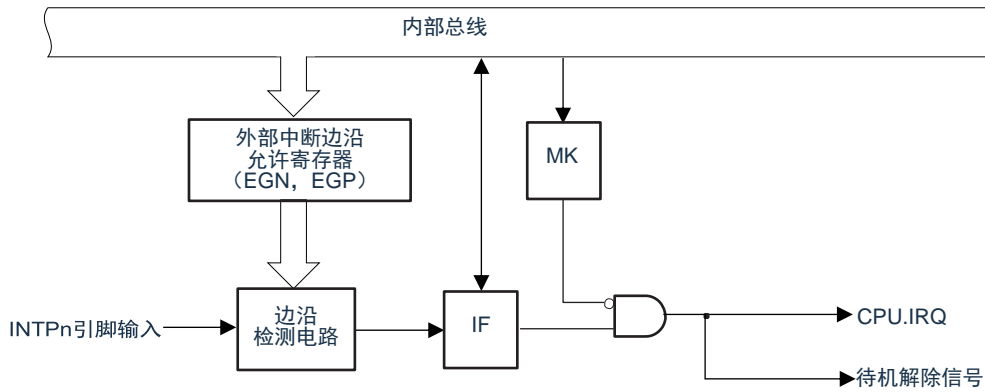 内部总线
外部中断边沿
允许寄存器
（EGN，EGP）
MK
INTPn引脚输入
边沿
检测电路
IF
CPU.IRQ
待机解除信号